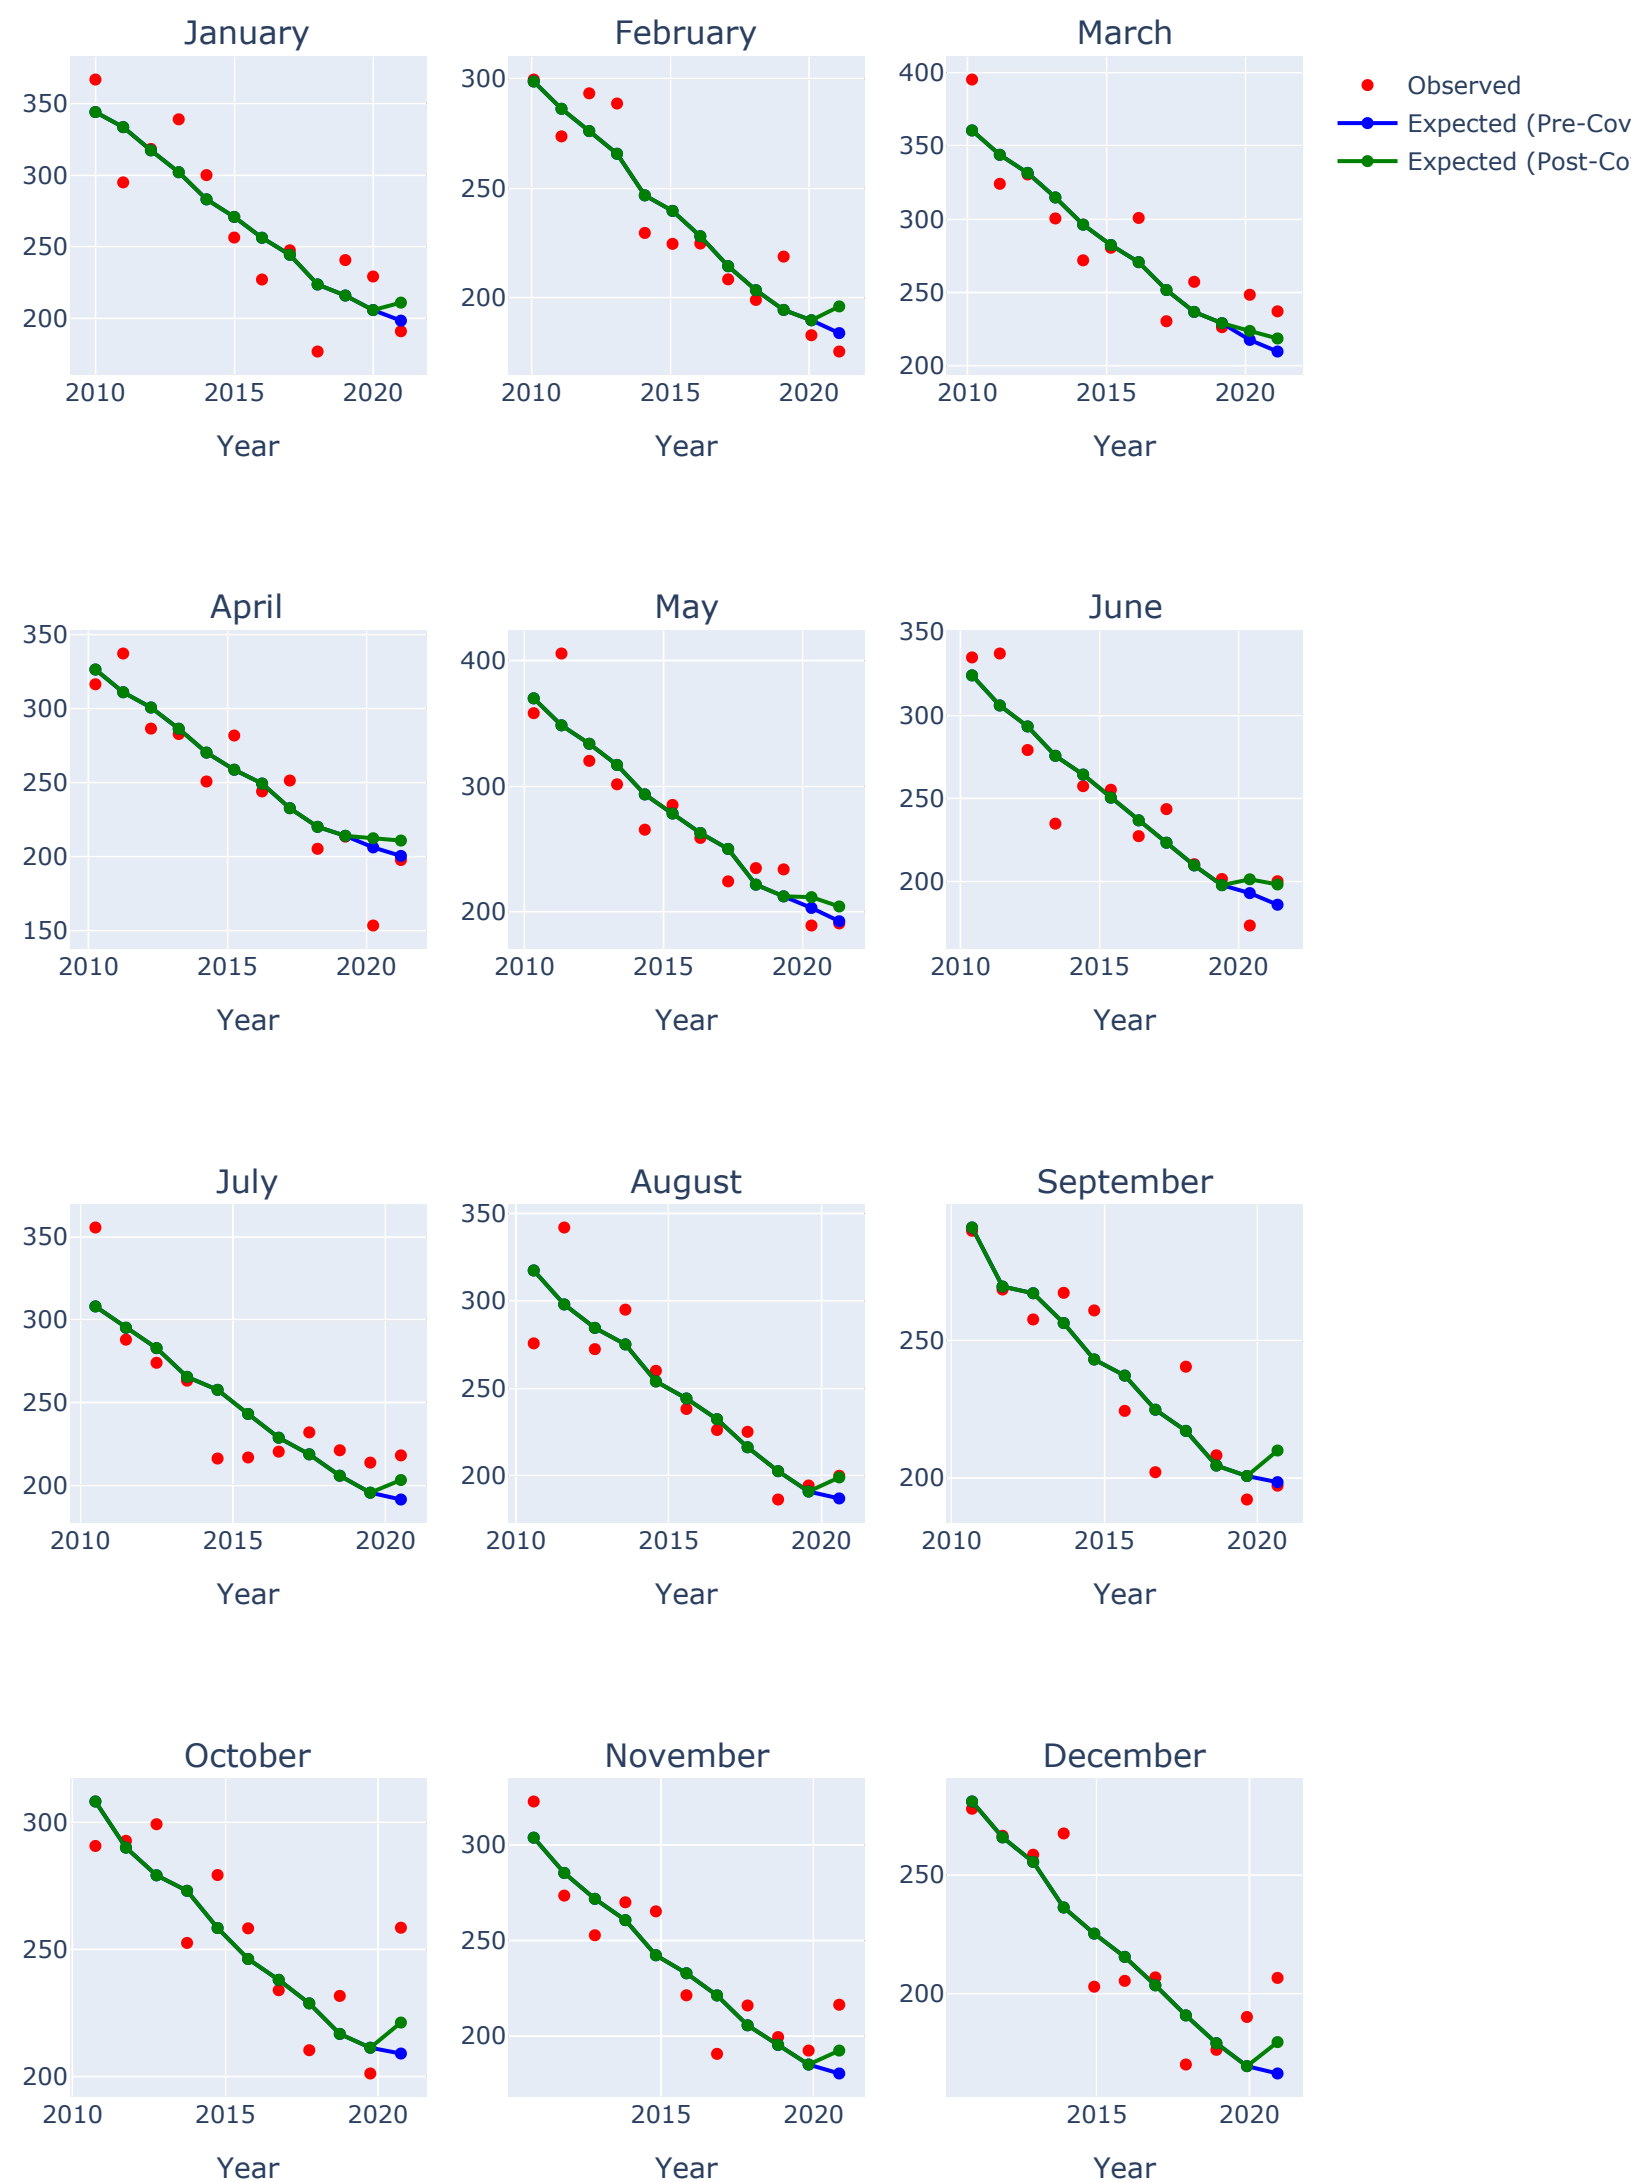 January
February
March
Observed
Expected (Pre-Cov
Expected (Post-Co
350
300
250
200
2010
2015
2020
Year
300
250
200
2010
2015
2020
Year
400
350
300
250
200
2010
2015
2020
Year
April
May
June
350
300
250
200
150
2010
2015
2020
Year
400
300
200
2010
2015
2020
Year
350
300
250
200
2010
2015
2020
Year
July
August
September
350
300
250
200
2010
2015
2020
Year
350
300
250
200
2010
2015
2020
Year
250
200
2010
2015
2020
Year
October
November
December
300
250
200
2010
2015
2020
Year
300
250
200
2015
2020
Year
250
200
2015
2020
Year